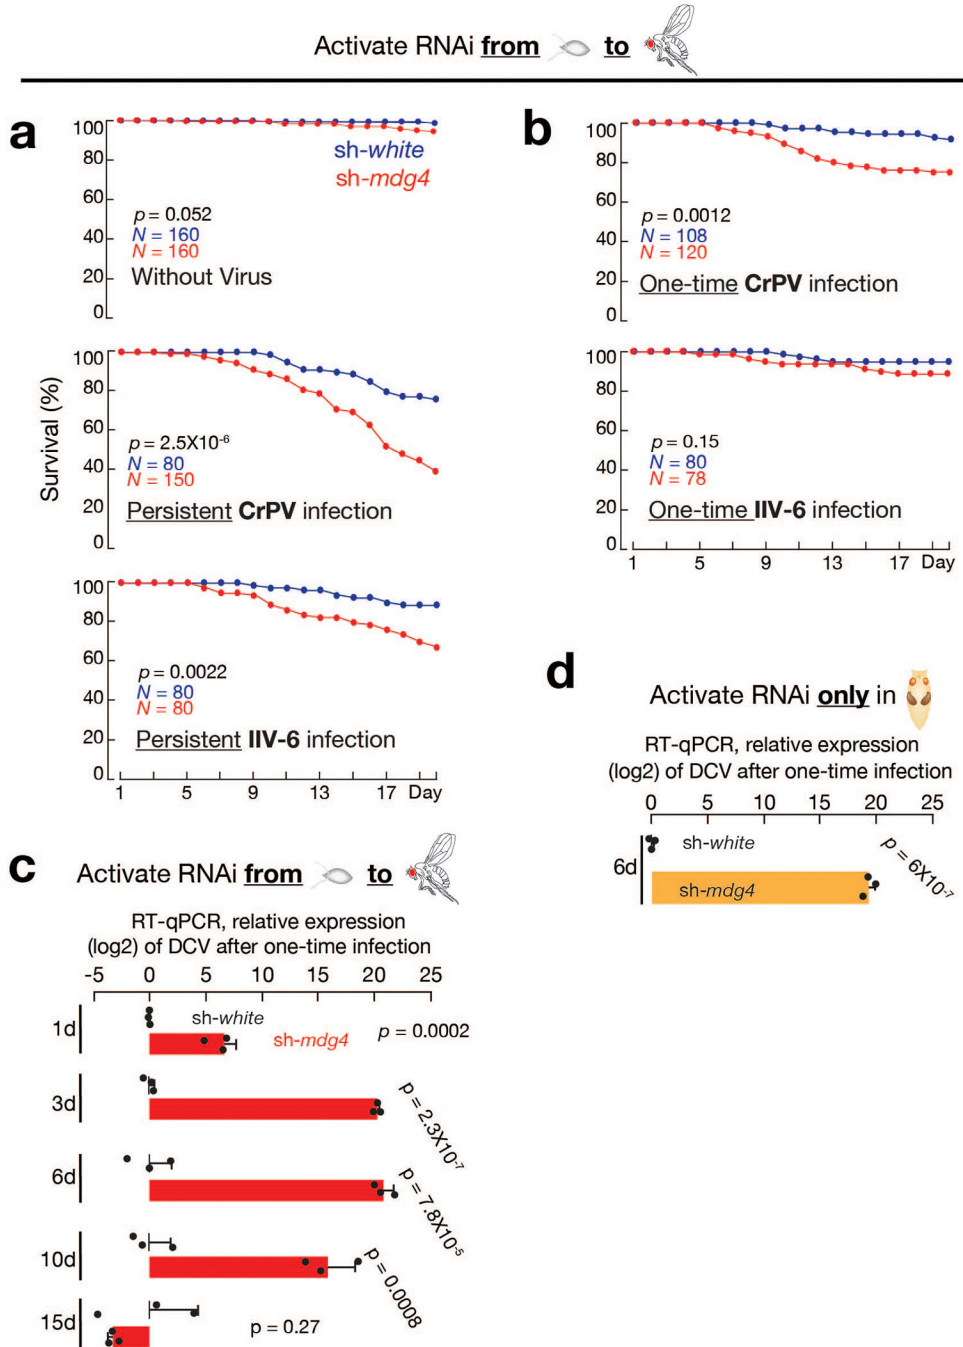 Activate RNAi from to
a
100
80
60
40
20
0
sh-white
sh-mdg4
p = 0.052
N = 160
N = 160
Without Virus
b
100
80
60
40
20
0
p = 0.0012
N = 108
N = 120
One-time CrPV infection
Survival (%)
100
80
60
40
20
0
p = 2.5X10-6
N = 80
N = 150
Persistent CrPV infection
100
80
60
40
20
0
p = 0.15
N = 80
N = 78
One-time IIV-6 infection
1 5 9 13 17 Day
100
80
60
40
20
0
p = 0.0022
N = 80
N = 80
Persistent IIV-6 infection
1 5 9 13 17 Day
c
Activate RNAi from to
RT-qPCR, relative expression
(log2) of DCV after one-time infection
-5 0 5 10 15 20 25
1d
sh-white
sh-mdg4
p = 0.0002
3d
p = 2.3X10-7
6d
p = 7.8X10-5
10d
p = 0.0008
15d
p = 0.27
d
Activate RNAi only in
RT-qPCR, relative expression
(log2) of DCV after one-time infection
0 5 10 15 20 25
6d
sh-white
sh-mdg4
p = 6X10-7